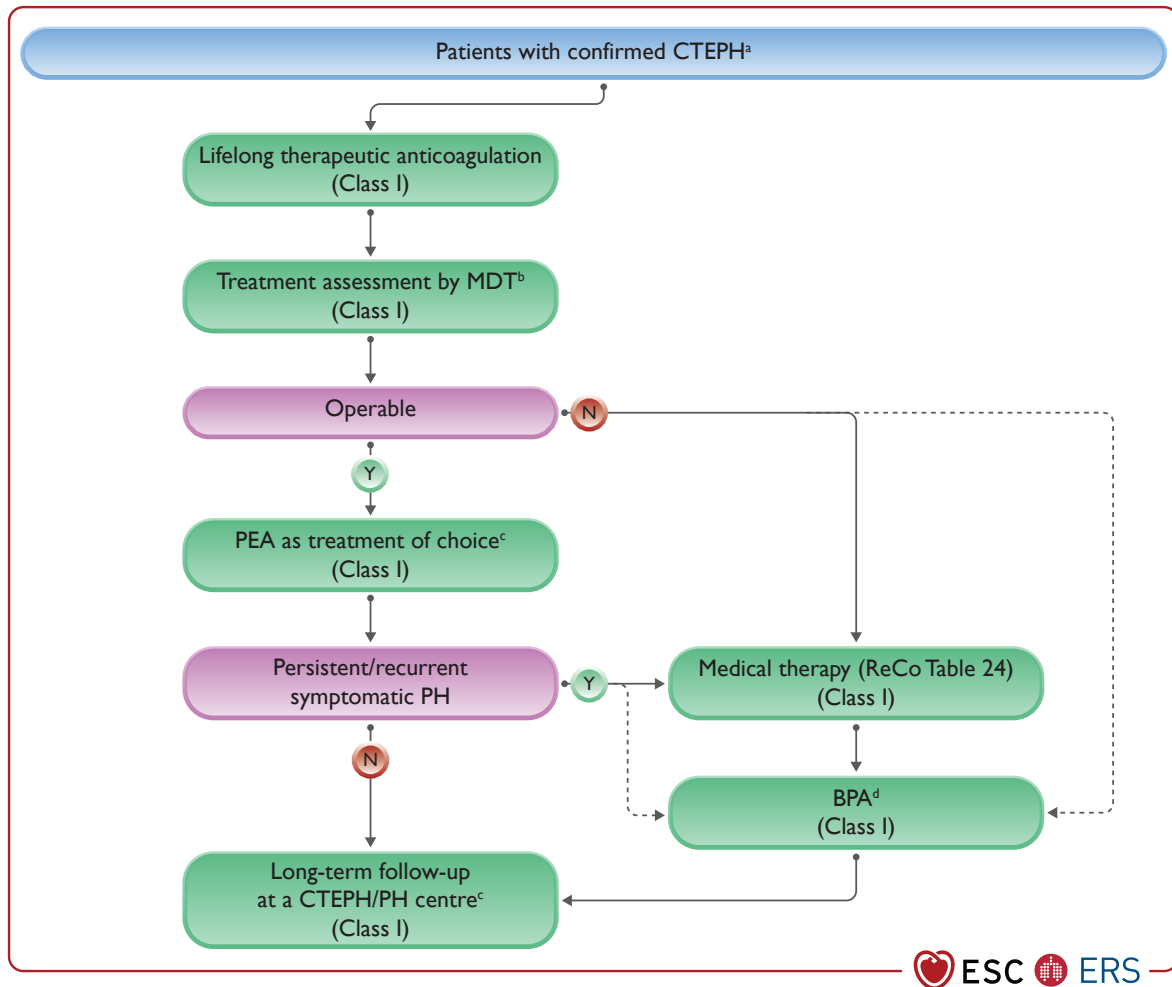 Patients with confirmed CTEPHᵃ
Lifelong therapeutic anticoagulation
(Class I)
Treatment assessment by MDTᵇ
(Class I)
Operable
N
Y
PEA as treatment of choiceᶜ
(Class I)
Persistent/recurrent
symptomatic PH
Y
Medical therapy (ReCo Table 24)
(Class I)
N
BPAᵈ
(Class I)
Long-term follow-up
at a CTEPH/PH centreᶜ
(Class I)
ESC ERS